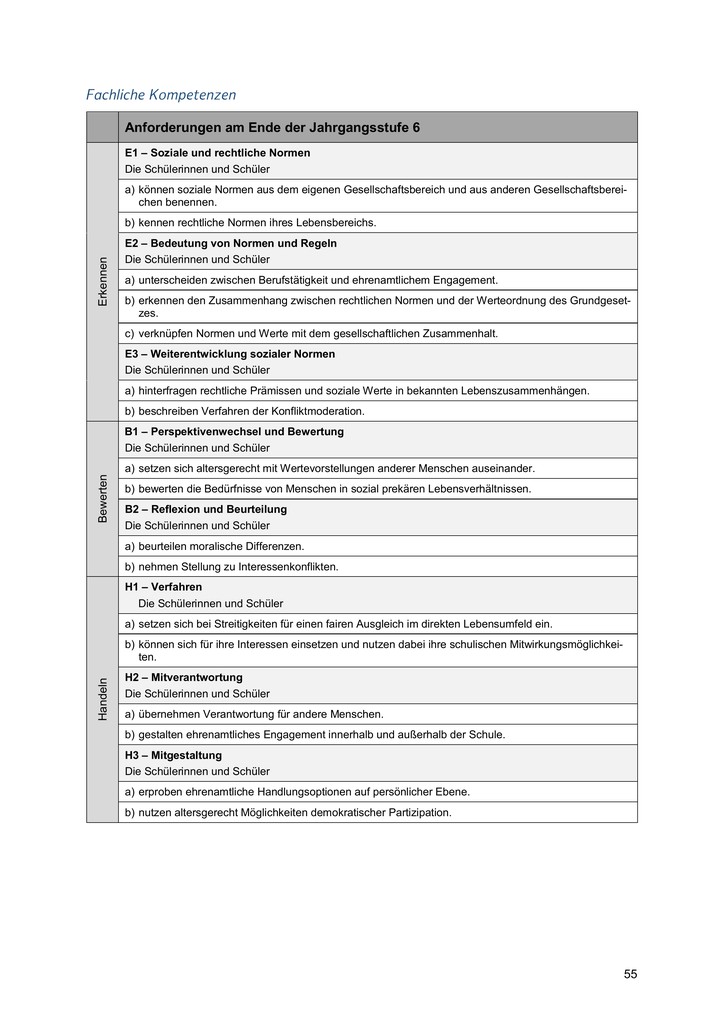 Fachliche Kompetenzen
Anforderungen am Ende der Jahrgangsstufe 6
Erkennen
E1 – Soziale und rechtliche Normen
Die Schülerinnen und Schüler
a) können soziale Normen aus dem eigenen Gesellschaftsbereich und aus anderen Gesellschaftsberei-
chen benennen.
b) kennen rechtliche Normen ihres Lebensbereichs.
E2 – Bedeutung von Normen und Regeln
Die Schülerinnen und Schüler
a) unterscheiden zwischen Berufstätigkeit und ehrenamtlichem Engagement.
b) erkennen den Zusammenhang zwischen rechtlichen Normen und der Werteordnung des Grundgeset-
zes.
c) verknüpfen Normen und Werte mit dem gesellschaftlichen Zusammenhalt.
E3 – Weiterentwicklung sozialer Normen
Die Schülerinnen und Schüler
a) hinterfragen rechtliche Prämissen und soziale Werte in bekannten Lebenszusammenhängen.
b) beschreiben Verfahren der Konfliktmoderation.
Bewerten
B1 – Perspektivenwechsel und Bewertung
Die Schülerinnen und Schüler
a) setzen sich altersgerecht mit Wertevorstellungen anderer Menschen auseinander.
b) bewerten die Bedürfnisse von Menschen in sozial prekären Lebensverhältnissen.
B2 – Reflexion und Beurteilung
Die Schülerinnen und Schüler
a) beurteilen moralische Differenzen.
b) nehmen Stellung zu Interessenkonflikten.
Handeln
H1 – Verfahren
Die Schülerinnen und Schüler
a) setzen sich bei Streitigkeiten für einen fairen Ausgleich im direkten Lebensumfeld ein.
b) können sich für ihre Interessen einsetzen und nutzen dabei ihre schulischen Mitwirkungsmöglichkei-
ten.
H2 – Mitverantwortung
Die Schülerinnen und Schüler
a) übernehmen Verantwortung für andere Menschen.
b) gestalten ehrenamtliches Engagement innerhalb und außerhalb der Schule.
H3 – Mitgestaltung
Die Schülerinnen und Schüler
a) erproben ehrenamtliche Handlungsoptionen auf persönlicher Ebene.
b) nutzen altersgerecht Möglichkeiten demokratischer Partizipation.
55